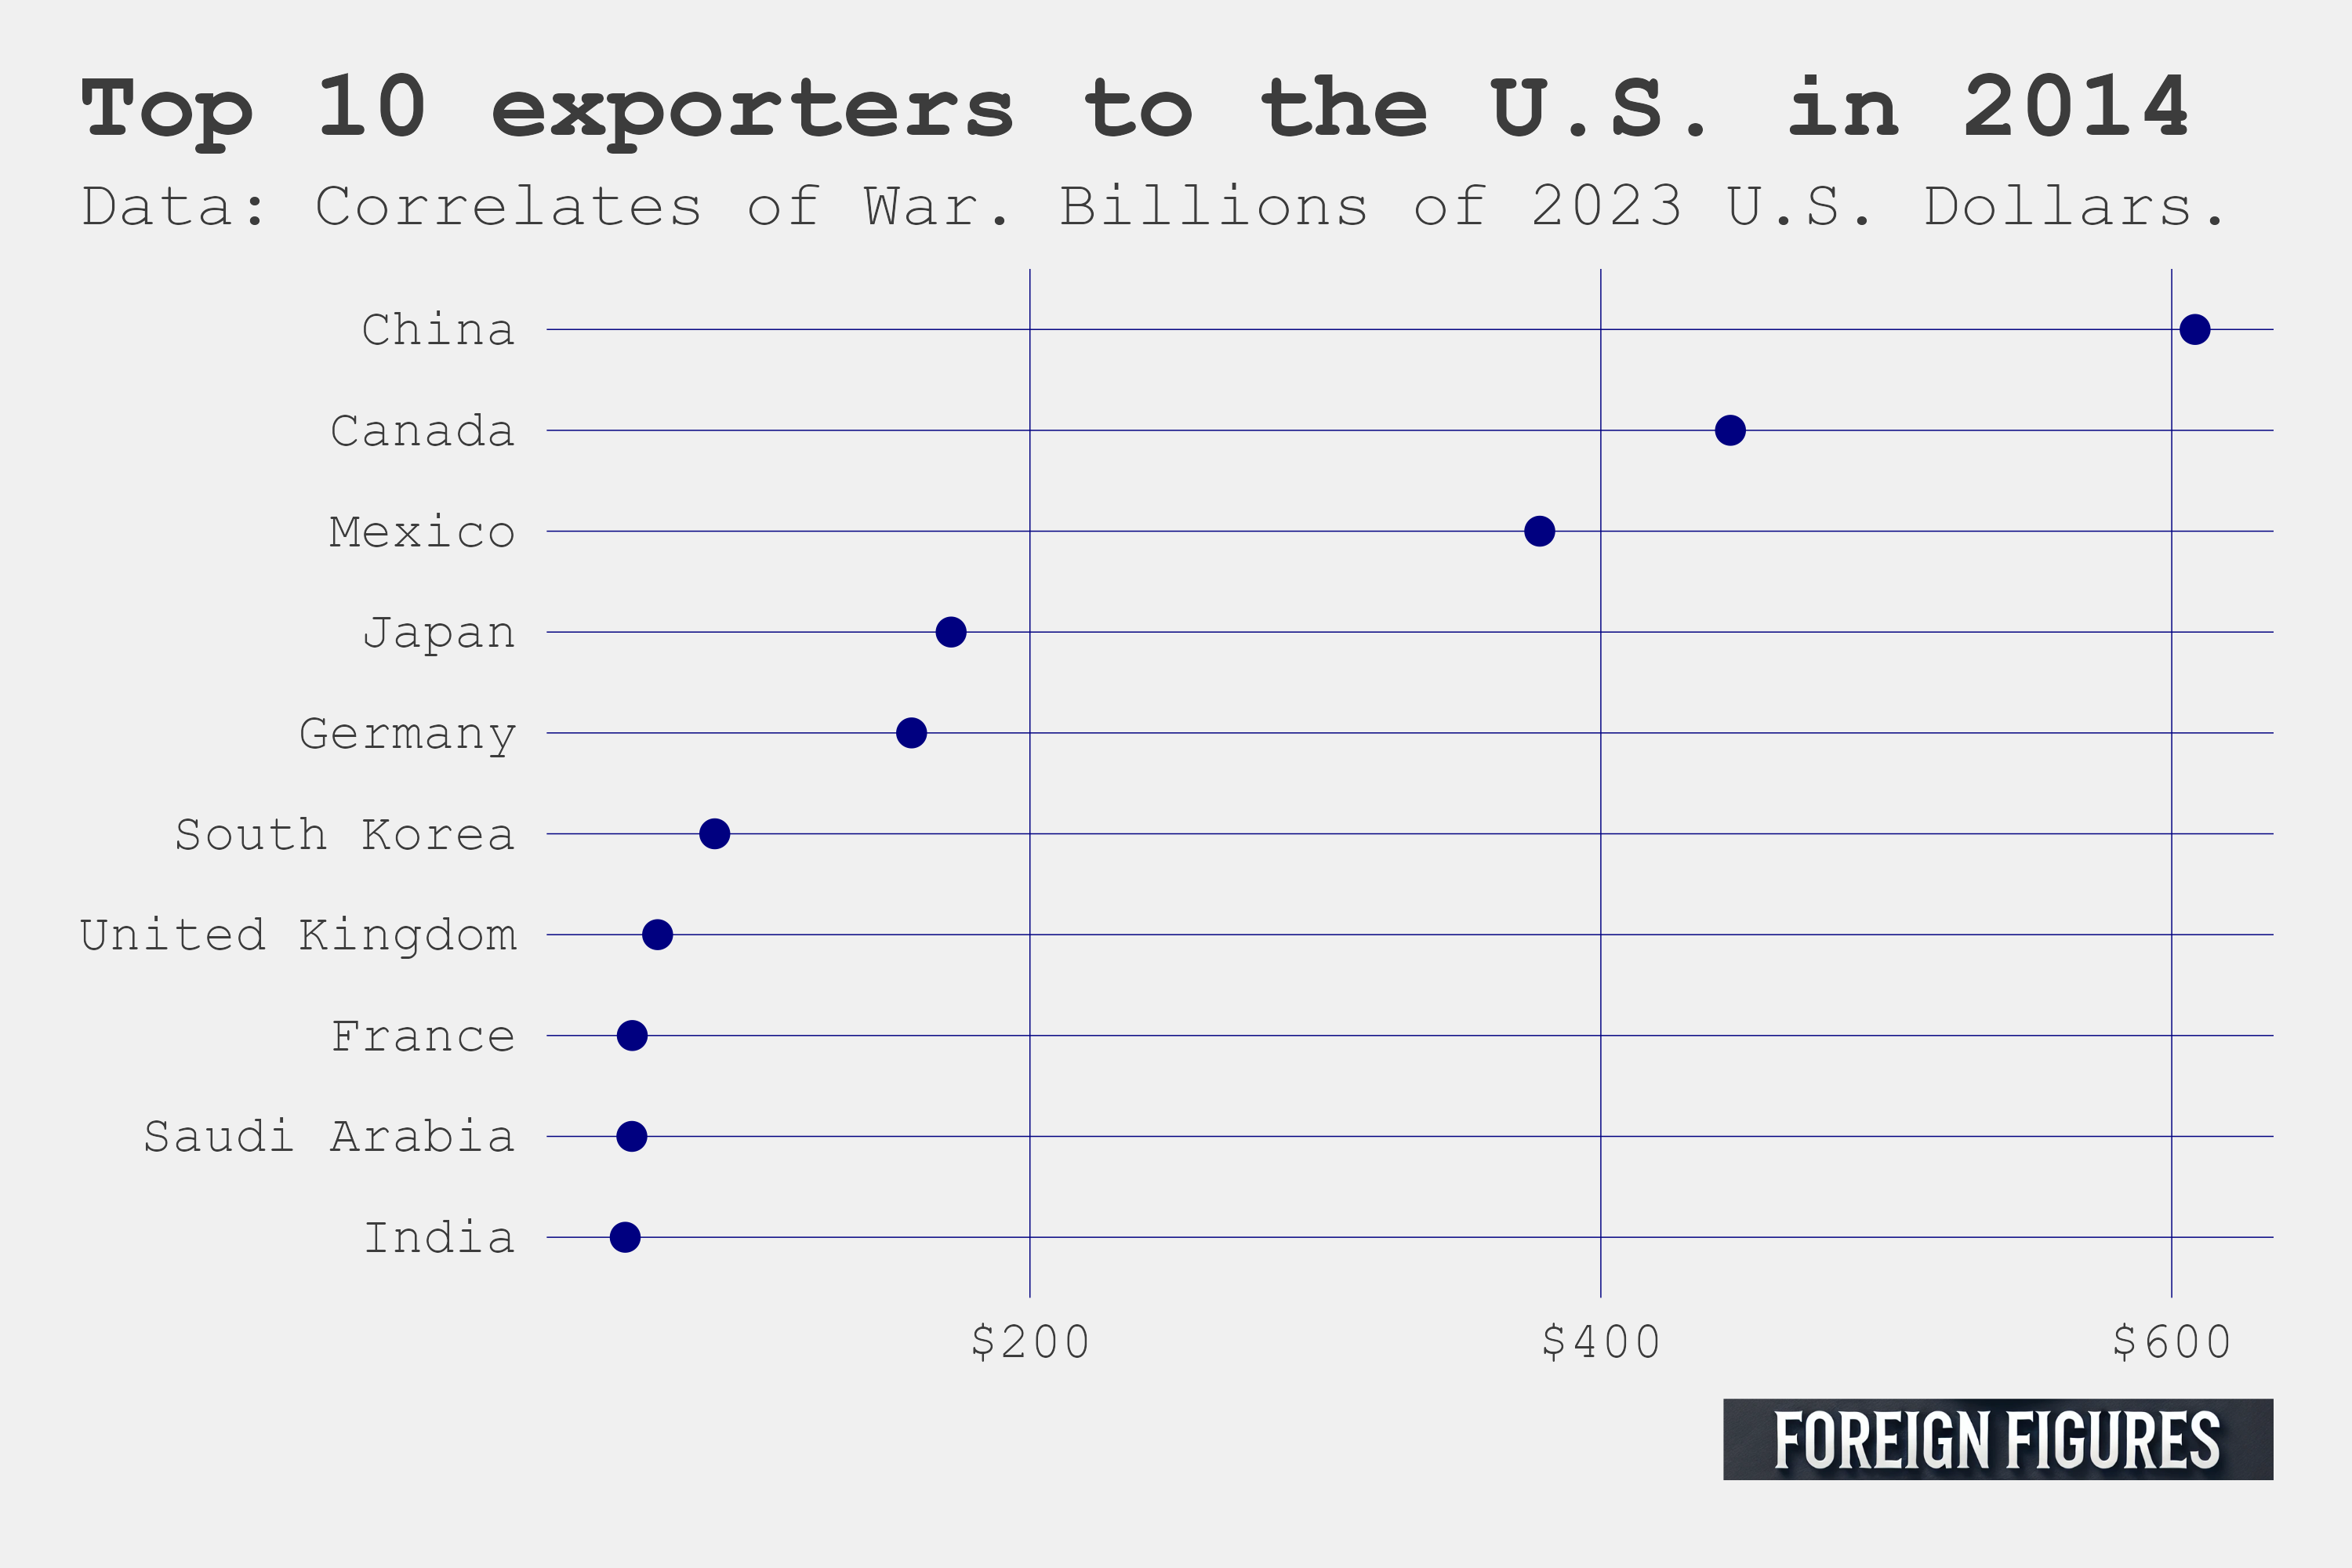 Top 10 exporters to the U.S. in 2014
Data: Correlates of War. Billions of 2023 U.S. Dollars.
China
Canada
Mexico
Japan
Germany
South Korea
United Kingdom
France
Saudi Arabia
India
$200 $400 $600
FOREIGN FIGURES